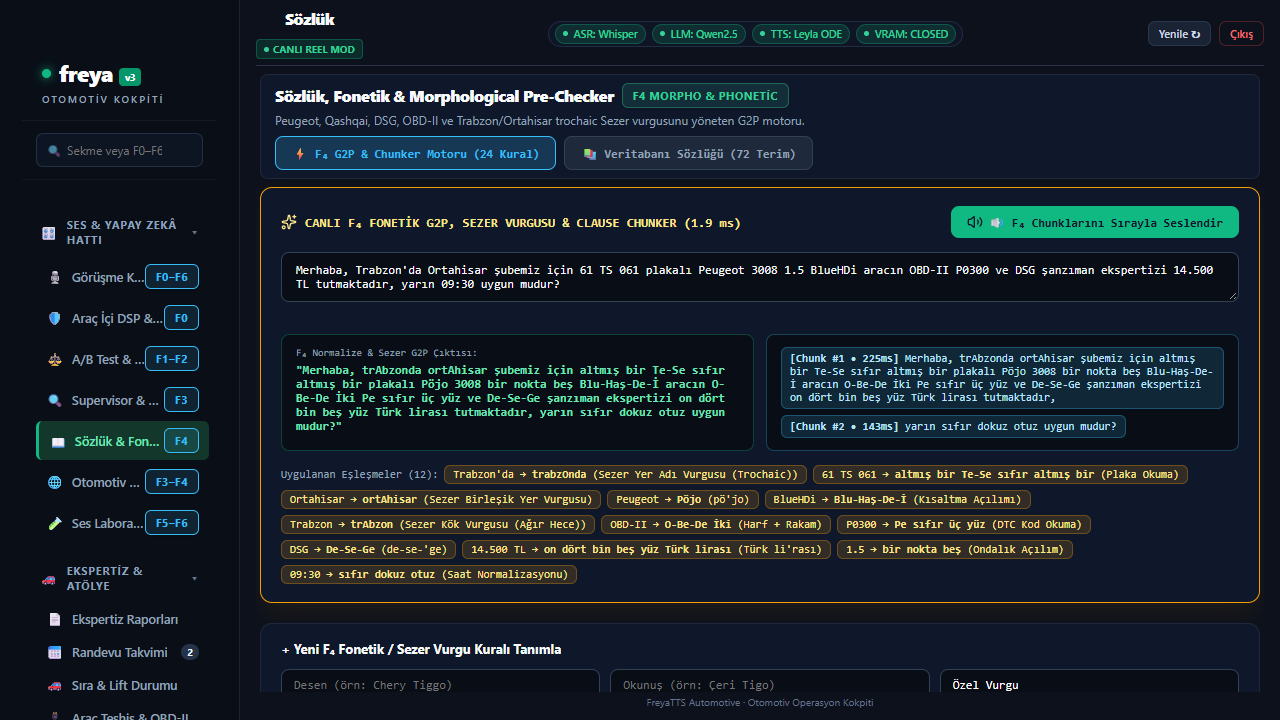 freya v3
OTOMOTİV KOKPİTİ
Sekme veya F0–F6
SES & YAPAY ZEKÂ
HATTI
Görüşme K... F0–F6
Araç İçi DSP &... F0
A/B Test & ... F1–F2
Supervisor & ... F3
Sözlük & Fon... F4
Otomotiv ... F3–F4
Ses Labora... F5–F6
EKSPERTİZ &
ATÖLYE
Ekspertiz Raporları
Randevu Takvimi 2
Sıra & Lift Durumu
Araç Teşhis & OBD-II
Sözlük
CANLI REEL MOD
ASR: Whisper
LLM: Qwen2.5
TTS: Leyla ODE
VRAM: CLOSED
Yenile ↻
Çıkış
Sözlük, Fonetik & Morphological Pre-Checker F4 MORPHO & PHONETIC
Peugeot, Qashqai, DSG, OBD-II ve Trabzon/Ortahisar trochaic Sezer vurgusunu yöneten G2P motoru.
F₄ G2P & Chunker Motoru (24 Kural)
Veritabanı Sözlüğü (72 Terim)
CANLI F₄ FONETİK G2P, SEZER VURGUSU & CLAUSE CHUNKER (1.9 ms)
F₄ Chunklarını Sırayla Seslendir
Merhaba, Trabzon'da Ortahisar şubemiz için 61 TS 061 plakalı Peugeot 3008 1.5 BlueHDi aracın OBD-II P0300 ve DSG şanzıman ekspertizi 14.500
TL tutmaktadır, yarın 09:30 uygun mudur?
F₄ Normalize & Sezer G2P Çıktısı:
"Merhaba, trAbzonda ortAhisar şubemiz için altmış bir Te-Se sıfır
altmış bir plakalı Pöjo 3008 bir nokta beş Blu-Haş-De-İ aracın O-
Be-De İki Pe sıfır üç yüz ve De-Se-Ge şanzıman ekspertizi on dört
bin beş yüz Türk lirası tutmaktadır, yarın sıfır dokuz otuz uygun
mudur?"
[Chunk #1 • 225ms] Merhaba, trAbzonda ortAhisar şubemiz için altmış
bir Te-Se sıfır altmış bir plakalı Pöjo 3008 bir nokta beş Blu-Haş-De-
İ aracın O-Be-De İki Pe sıfır üç yüz ve De-Se-Ge şanzıman ekspertizi
on dört bin beş yüz Türk lirası tutmaktadır,
[Chunk #2 • 143ms] yarın sıfır dokuz otuz uygun mudur?
Uygulanan Eşleşmeler (12): Trabzon'da → trabzOnda (Sezer Yer Adı Vurgusu (Trochaic)) 61 TS 061 → altmış bir Te-Se sıfır altmış bir (Plaka Okuma)
Ortahisar → ortAhisar (Sezer Birleşik Yer Vurgusu) Peugeot → Pöjo (pö'jo) BlueHDi → Blu-Haş-De-İ (Kısaltma Açılımı)
Trabzon → trAbzon (Sezer Kök Vurgusu (Ağır Hece)) OBD-II → O-Be-De İki (Harf + Rakam) P0300 → Pe sıfır üç yüz (DTC Kod Okuma)
DSG → De-Se-Ge (de-se-'ge) 14.500 TL → on dört bin beş yüz Türk lirası (Türk li'rası) 1.5 → bir nokta beş (Ondalık Açılım)
09:30 → sıfır dokuz otuz (Saat Normalizasyonu)
+ Yeni F₄ Fonetik / Sezer Vurgu Kuralı Tanımla
Desen (örn: Chery Tiggo)
Okunuş (örn: Çeri Tigo)
Özel Vurgu
FreyaTTS Automotive · Otomotiv Operasyon Kokpiti